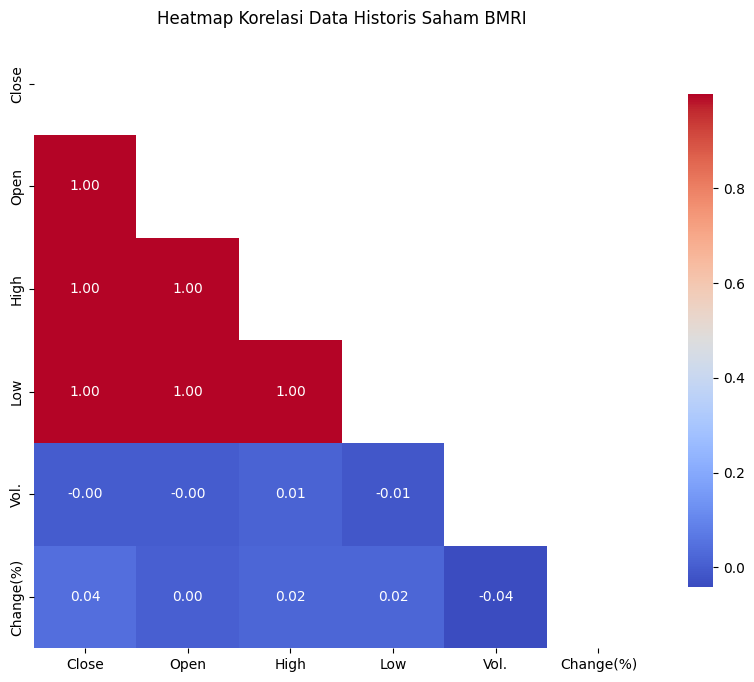 Heatmap Korelasi Data Historis Saham BMRI
Close
Open
1.00
High
1.00 1.00
Low
1.00 1.00 1.00
Vol.
-0.00 -0.00 0.01 -0.01
Change(%)
0.04 0.00 0.02 0.02 -0.04
Close Open High Low Vol. Change(%)
0.8
0.6
0.4
0.2
0.0